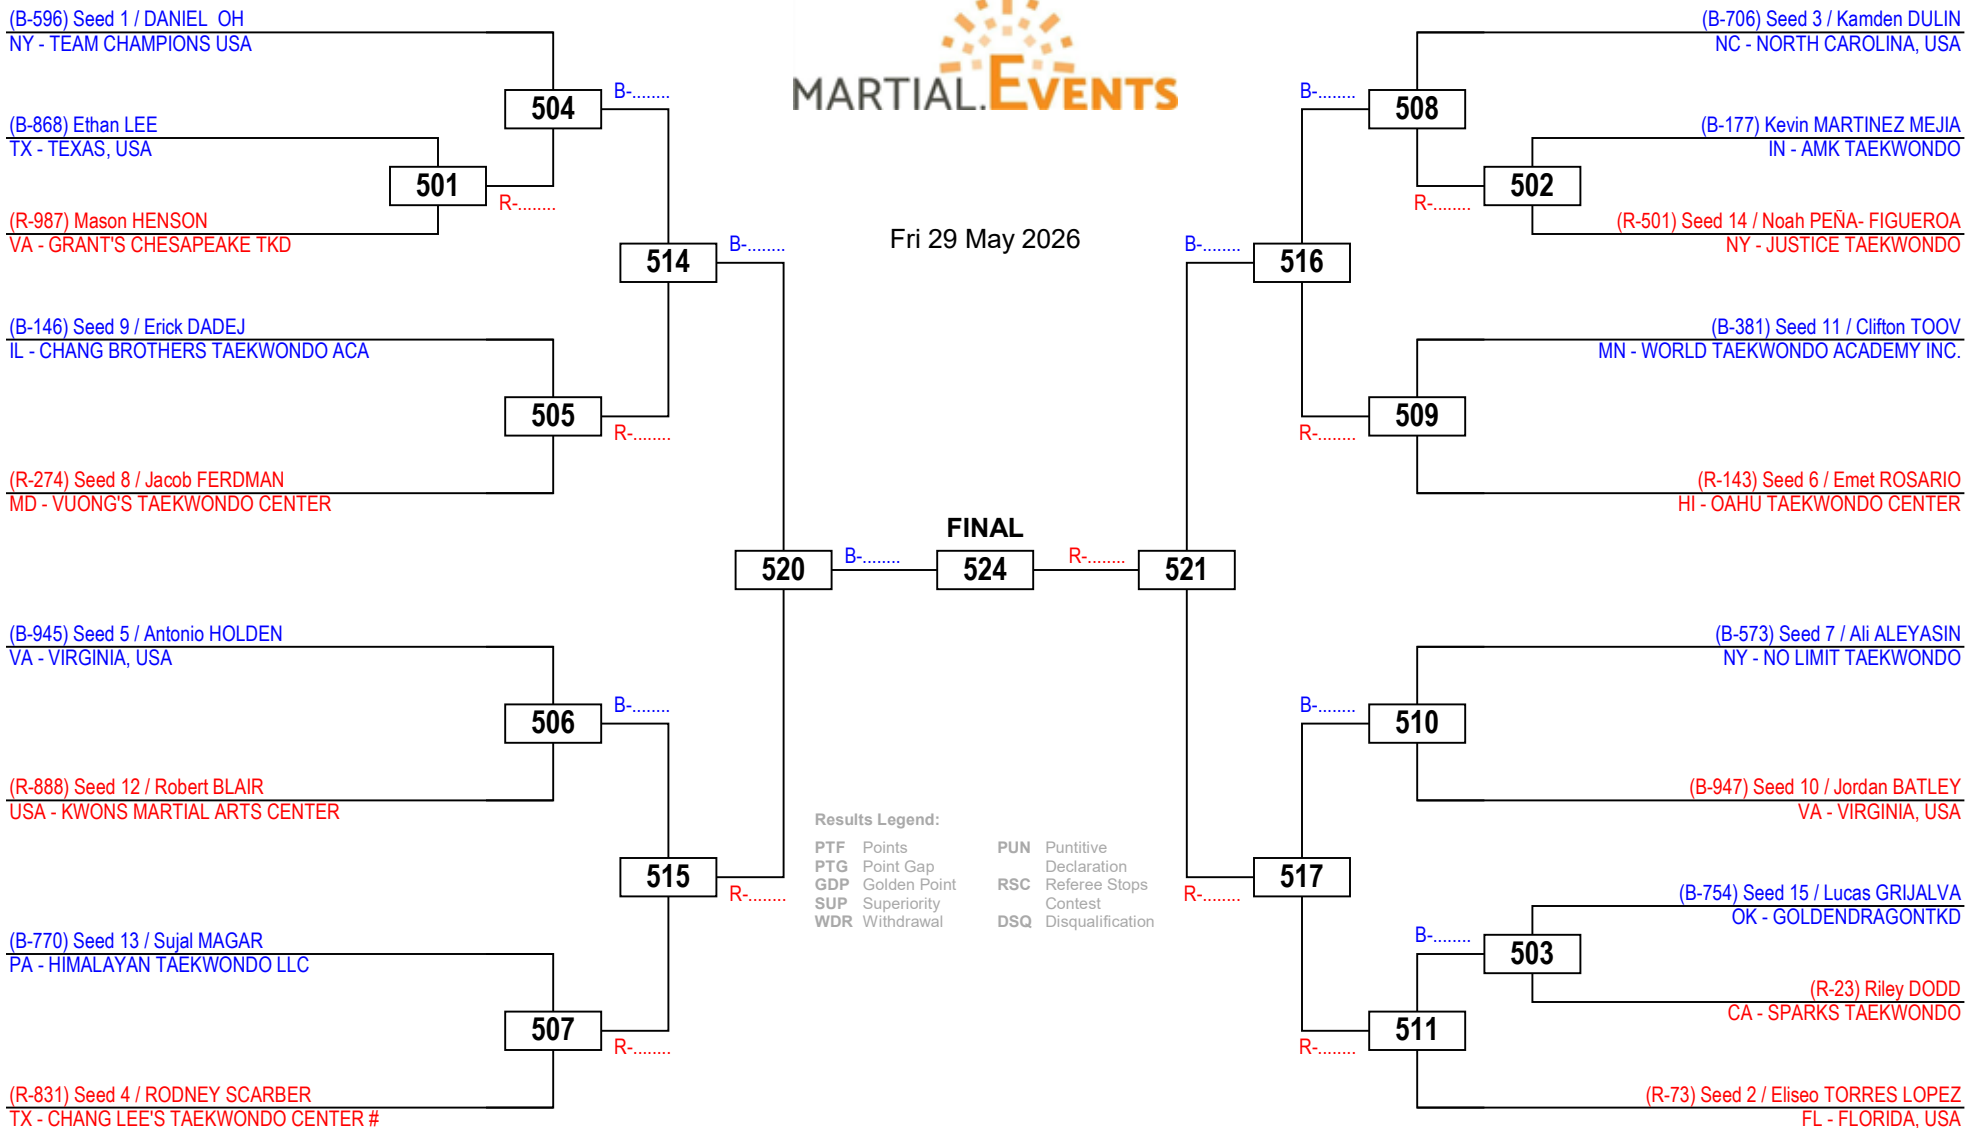 (B-596) Seed 1 / DANIEL  OH
NY - TEAM CHAMPIONS USA
504
B-........
(B-868) Ethan LEE
TX - TEXAS, USA
501
R-........
(R-987) Mason HENSON
VA - GRANT'S CHESAPEAKE TKD
514
B-........
(B-146) Seed 9 / Erick DADEJ
IL - CHANG BROTHERS TAEKWONDO ACA
505
R-........
(R-274) Seed 8 / Jacob FERDMAN
MD - VUONG'S TAEKWONDO CENTER
520
B-........
(B-945) Seed 5 / Antonio HOLDEN
VA - VIRGINIA, USA
506
B-........
(R-888) Seed 12 / Robert BLAIR
USA - KWONS MARTIAL ARTS CENTER
515
R-........
(B-770) Seed 13 / Sujal MAGAR
PA - HIMALAYAN TAEKWONDO LLC
507
R-........
(R-831) Seed 4 / RODNEY SCARBER
TX - CHANG LEE'S TAEKWONDO CENTER #
MARTIAL.EVENTS
Fri 29 May 2026
FINAL
524
Results Legend:
PTF Points
PTG Point Gap
GDP Golden Point
SUP Superiority
WDR Withdrawal
PUN Puntitive
Declaration
RSC Referee Stops
Contest
DSQ Disqualification
(B-706) Seed 3 / Kamden DULIN
NC - NORTH CAROLINA, USA
B-........
508
(B-177) Kevin MARTINEZ MEJIA
IN - AMK TAEKWONDO
502
R-........
(R-501) Seed 14 / Noah PEÑA- FIGUEROA
NY - JUSTICE TAEKWONDO
B-........
516
(B-381) Seed 11 / Clifton TOOV
MN - WORLD TAEKWONDO ACADEMY INC.
509
R-........
(R-143) Seed 6 / Emet ROSARIO
HI - OAHU TAEKWONDO CENTER
R-........
521
(B-573) Seed 7 / Ali ALEYASIN
NY - NO LIMIT TAEKWONDO
B-........
510
(B-947) Seed 10 / Jordan BATLEY
VA - VIRGINIA, USA
517
R-........
(B-754) Seed 15 / Lucas GRIJALVA
OK - GOLDENDRAGONTKD
B-........
503
(R-23) Riley DODD
CA - SPARKS TAEKWONDO
511
R-........
(R-73) Seed 2 / Eliseo TORRES LOPEZ
FL - FLORIDA, USA